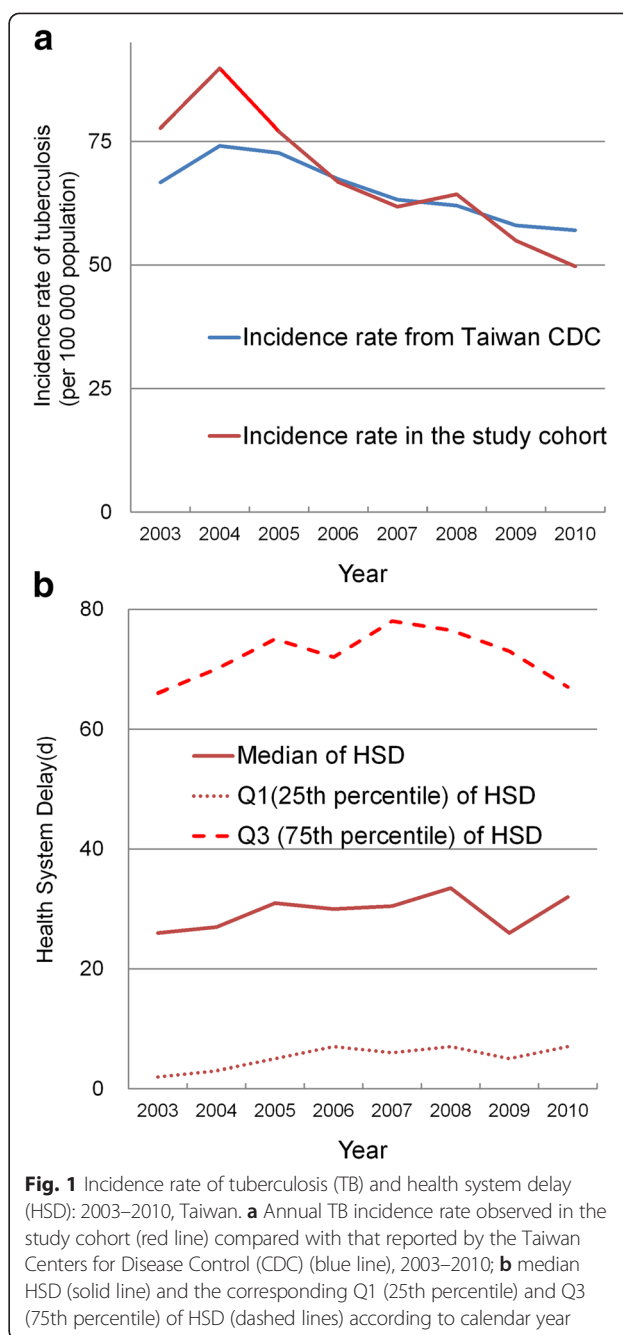 a
Incidence rate of tuberculosis
(per 100 000 population)
75
50
25
0
Incidence rate from Taiwan CDC
Incidence rate in the study cohort
2003 2004 2005 2006 2007 2008 2009 2010
Year
b
Health System Delay(d)
80
60
40
20
0
Median of HSD
Q1(25th percentile) of HSD
Q3 (75th percentile) of HSD
2003 2004 2005 2006 2007 2008 2009 2010
Year
Fig. 1 Incidence rate of tuberculosis (TB) and health system delay
(HSD): 2003–2010, Taiwan. a Annual TB incidence rate observed in the
study cohort (red line) compared with that reported by the Taiwan
Centers for Disease Control (CDC) (blue line), 2003–2010; b median
HSD (solid line) and the corresponding Q1 (25th percentile) and Q3
(75th percentile) of HSD (dashed lines) according to calendar year